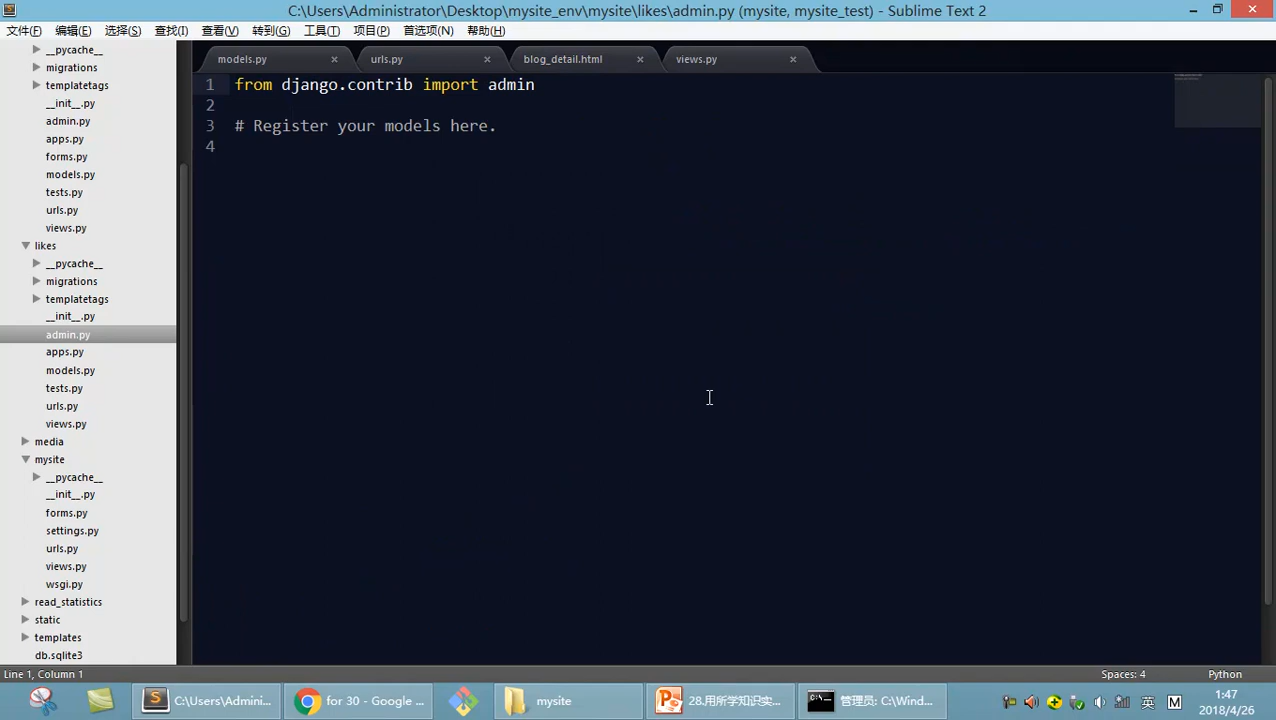 C:\Users\Administrator\Desktop\mysite_env\mysite\likes\admin.py (mysite, mysite_test) - Sublime Text 2
文件(F) 编辑(E) 选择(S) 查找(I) 查看(V) 转到(G) 工具(T) 项目(P) 首选项(N) 帮助(H)
models.py urls.py blog_detail.html views.py
__pycache__
migrations
templatetags
__init__.py
admin.py
apps.py
forms.py
models.py
tests.py
urls.py
views.py
likes
__pycache__
migrations
templatetags
__init__.py
admin.py
apps.py
models.py
tests.py
urls.py
views.py
media
mysite
__pycache__
__init__.py
forms.py
settings.py
urls.py
views.py
wsgi.py
read_statistics
static
templates
db.sqlite3
1 from django.contrib import admin
2
3 # Register your models here.
4
Line 1, Column 1 Spaces: 4 Python
C:\Users\Admini... for 30 - Google ... mysite 28.用所学知识实... 管理员: C:\Wind... 英 M 1:47
2018/4/26